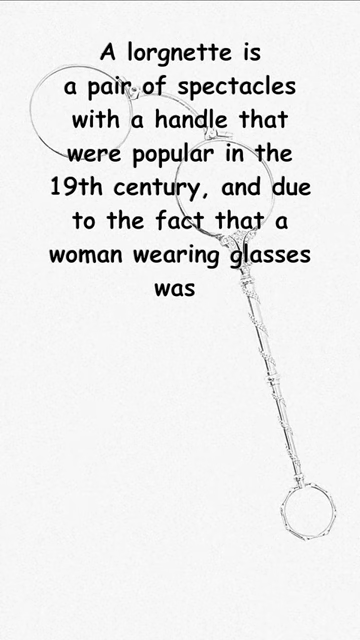 A lorgnette is
a pair of spectacles
with a handle that
were popular in the
19th century, and due
to the fact that a
woman wearing glasses
was